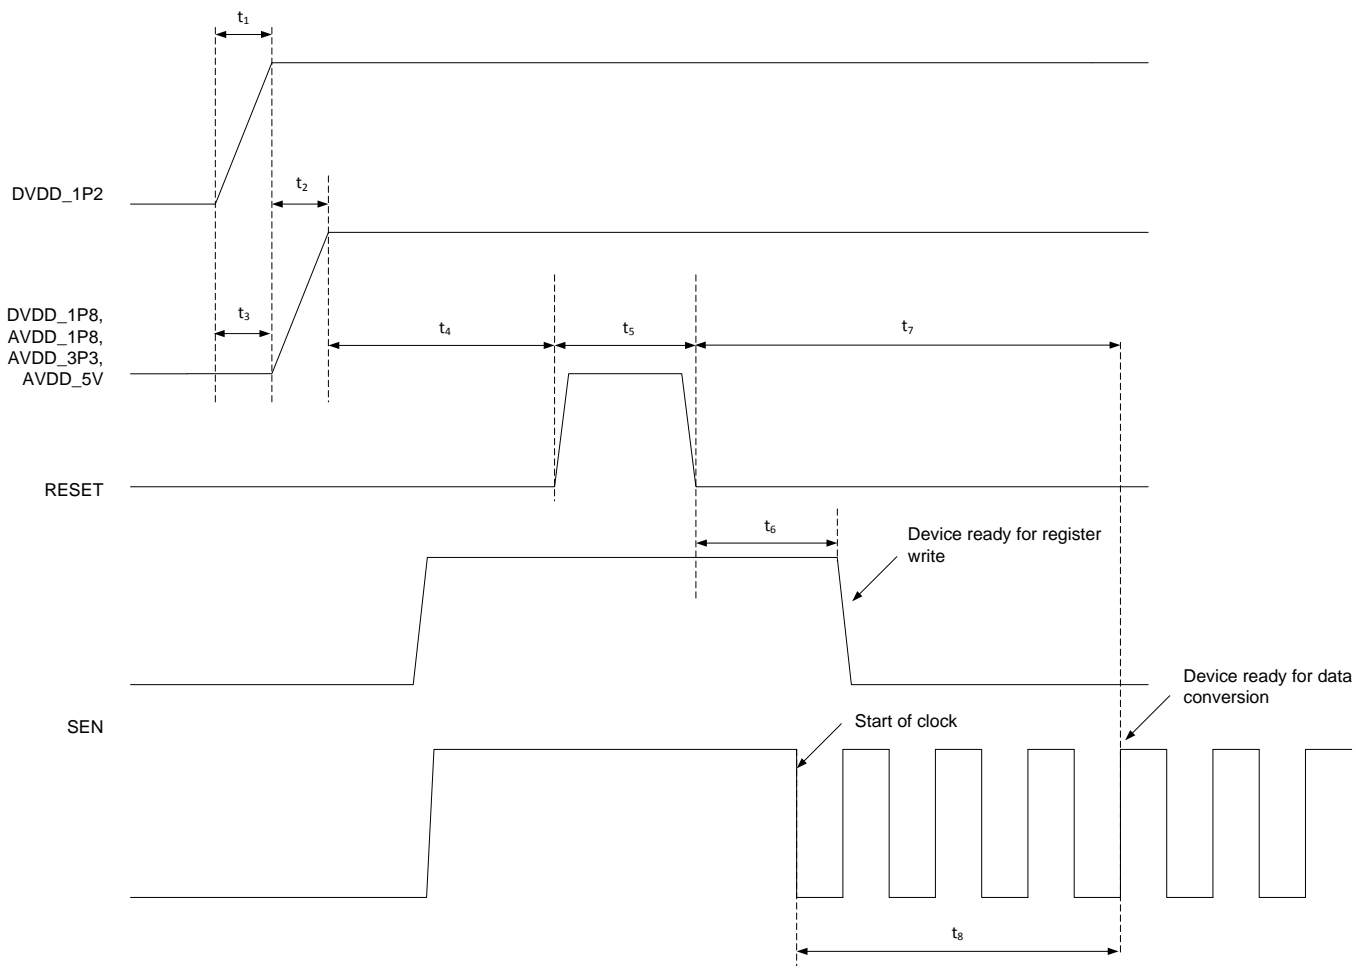 t₁
DVDD_1P2
t₂
DVDD_1P8,
AVDD_1P8,
AVDD_3P3,
AVDD_5V
t₃
t₄
t₅
t₇
RESET
t₆
Device ready for register
write
SEN
Start of clock
Device ready for data
conversion
t₈